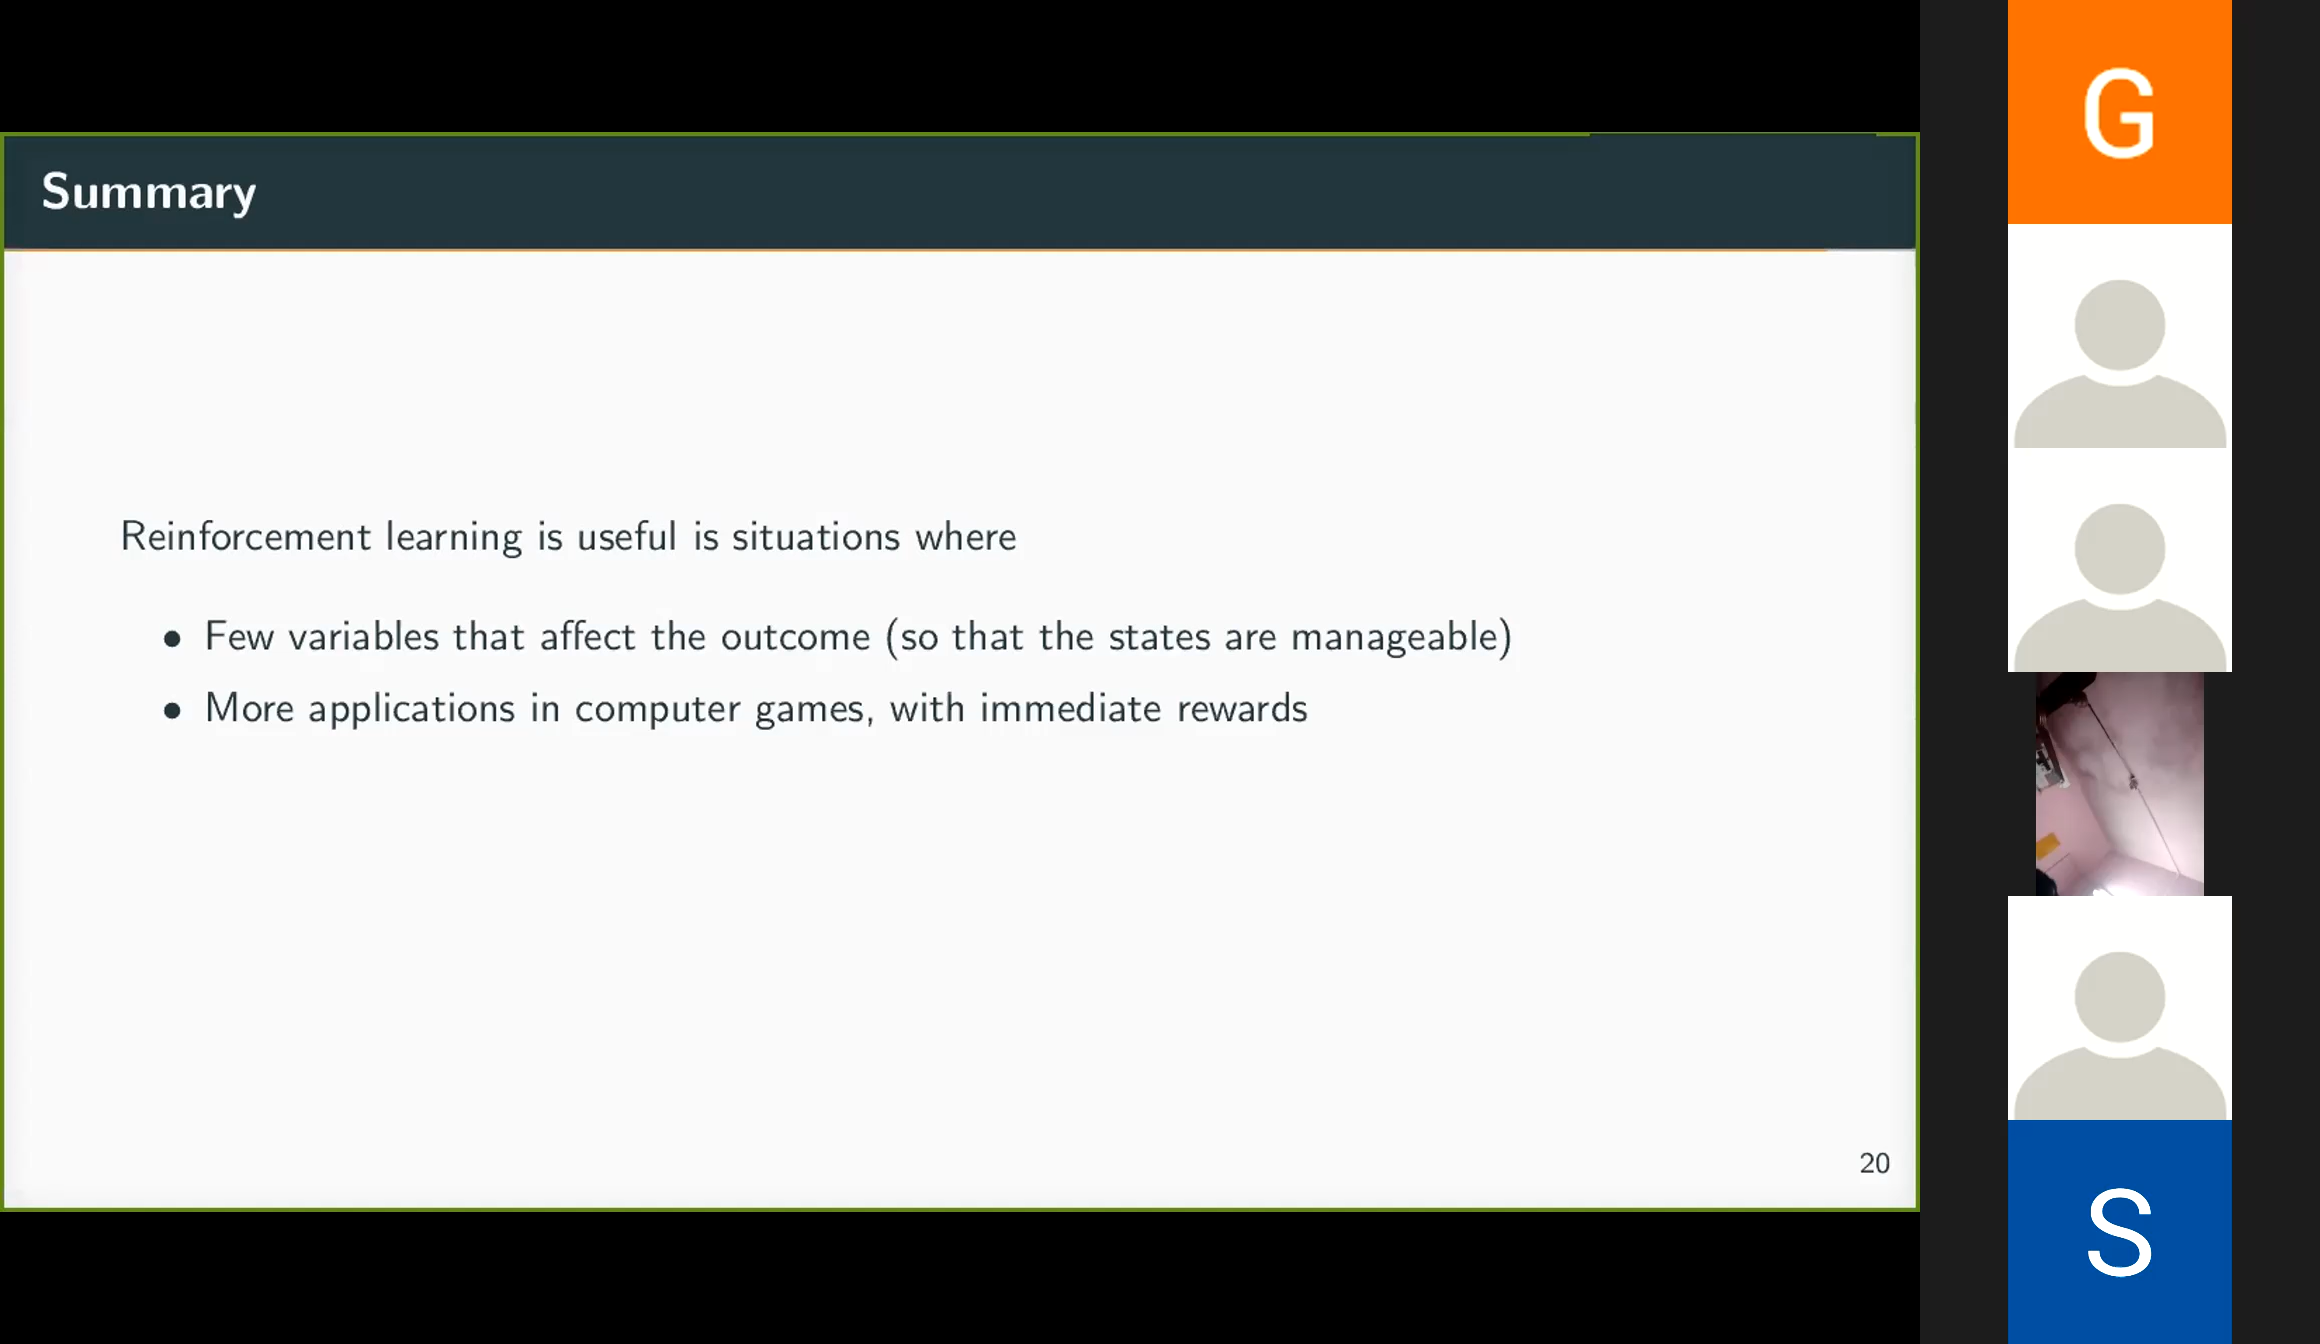 Summary
Reinforcement learning is useful is situations where
• Few variables that affect the outcome (so that the states are manageable)
• More applications in computer games, with immediate rewards
20
G
S